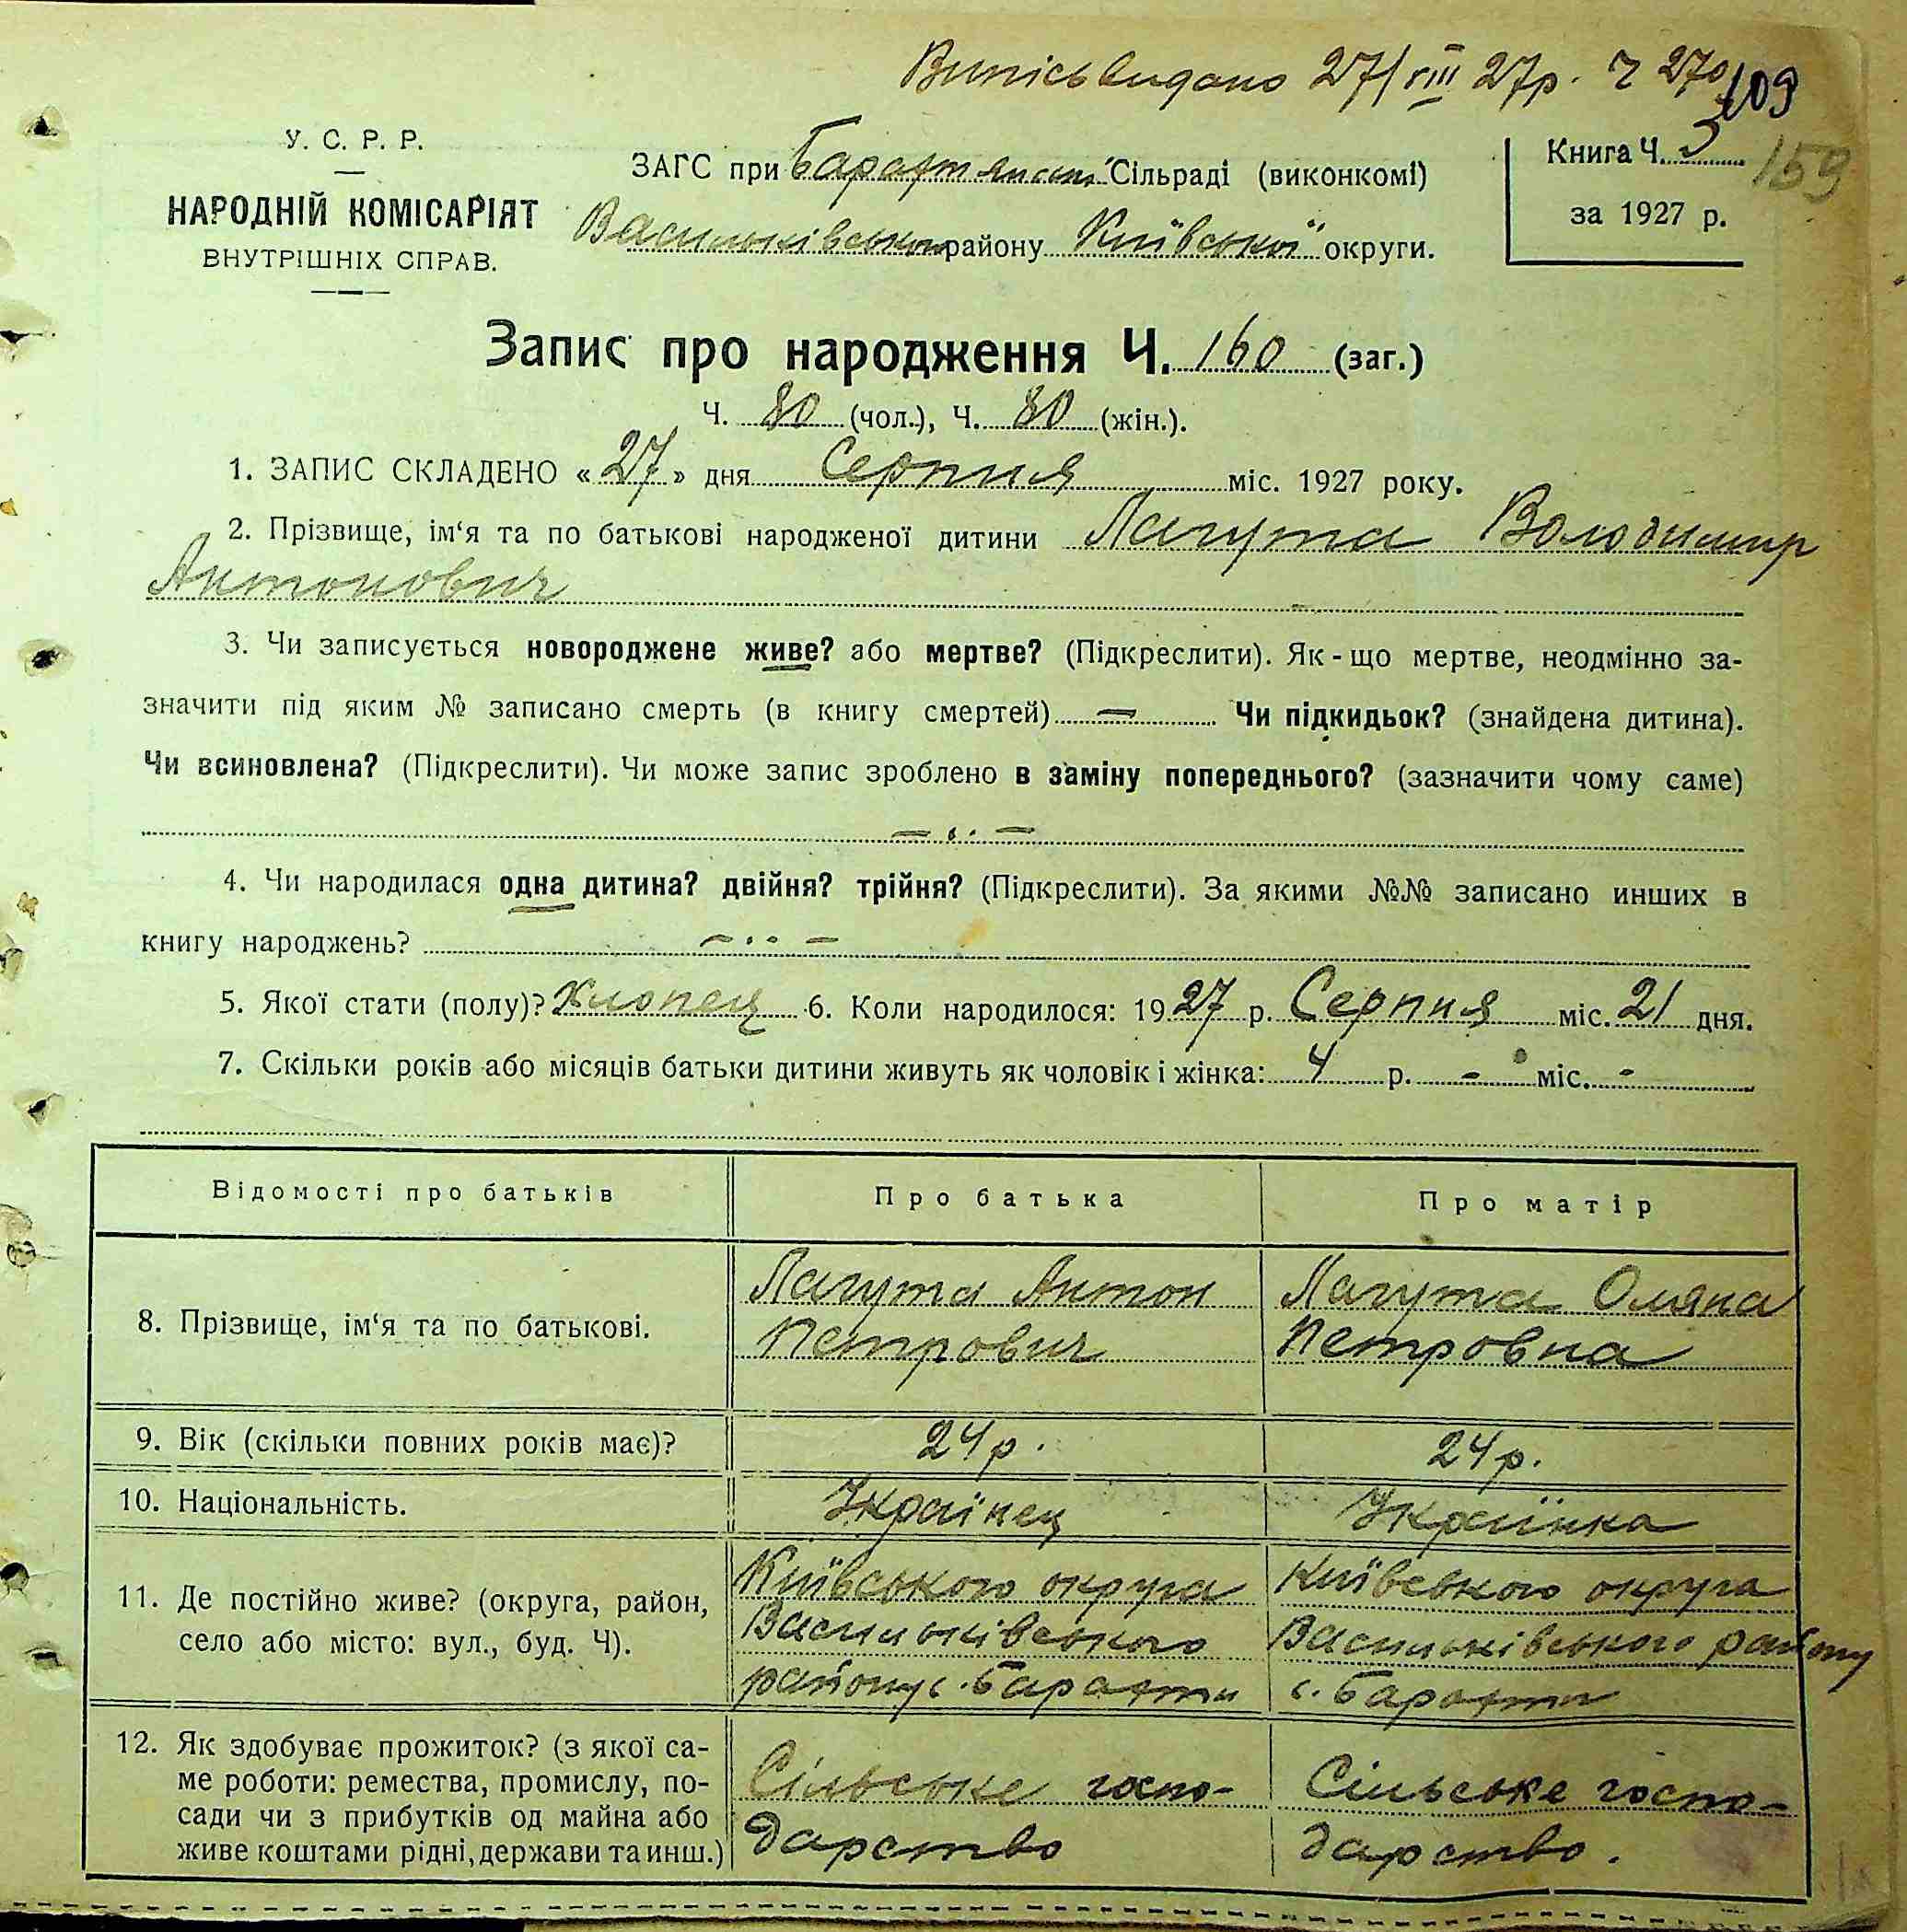 Випісь видано 27/VIII 27р. Ч 270
109
159
У. С. Р. Р.
НАРОДНІЙ КОМІСАРІЯТ
ВНУТРІШНІХ СПРАВ.
ЗАГС при Барахтянські Сільраді (виконкомі)
Васильківського району Київської округи.
Книга Ч. 3
за 1927 р.
Запис про народження Ч. 160 (заг.)
Ч. 80 (чол.), Ч. 80 (жін.).
1. ЗАПИС СКЛАДЕНО «27» дня Серпня міс. 1927 року.
2. Прізвище, ім‘я та по батькові народженої дитини Лагута Володимир
Антонович
3. Чи записується новороджене живе? або мертве? (Підкреслити). Як-що мертве, неодмінно за-
значити під яким № записано смерть (в книгу смертей) — Чи підкидьок? (знайдена дитина).
Чи всиновлена? (Підкреслити). Чи може запис зроблено в заміну попереднього? (зазначити чому саме)
4. Чи народилася одна дитина? двійня? трійня? (Підкреслити). За якими №№ записано инших в
книгу народжень?
5. Якої стати (полу)? Хлопец 6. Коли народилося: 1927 р. Серпня міс. 21 дня.
7. Скільки років або місяців батьки дитини живуть як чоловік і жінка: 4 р. - міс. -
Відомості про батьків
Про батька
Про матір
8. Прізвище, ім‘я та по батькові.
Лагута Антон
Петрович
Лагута Оляна
Петровна
9. Вік (скільки повних років має)?
24 р.
24 р.
10. Національність.
Українец
Українка
11. Де постійно живе? (округа, район,
село або місто: вул., буд. Ч).
Київського округа
Васильківського
району с. Барахти
Київського округа
Васильківського району
с. Барахти
12. Як здобуває прожиток? (з якої са-
ме роботи: ремества, промислу, по-
сади чи з прибутків од майна або
живе коштами рідні, держави та инш.)
Сільське госпо-
дарство
Сільське госпо-
дарство.